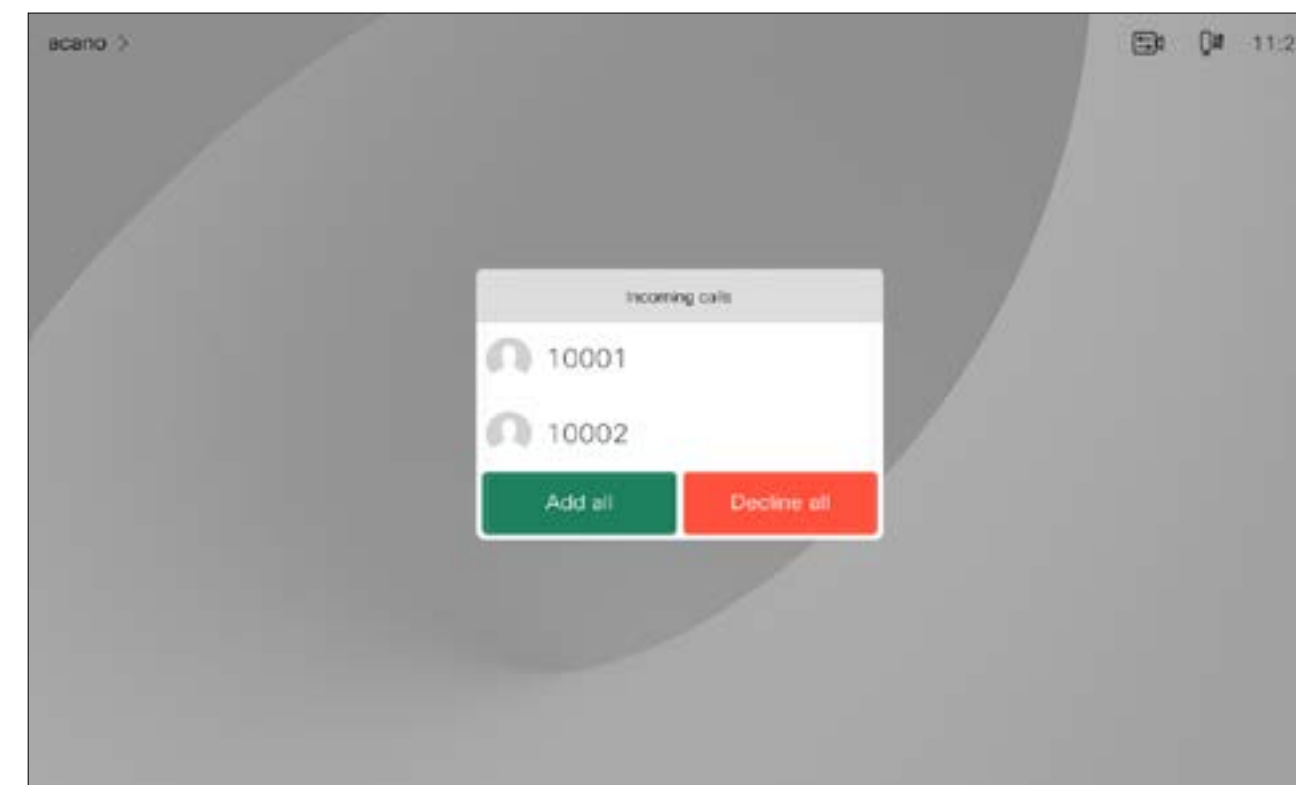 acano >
11:2
Incoming calls
10001
10002
Add all
Decline all